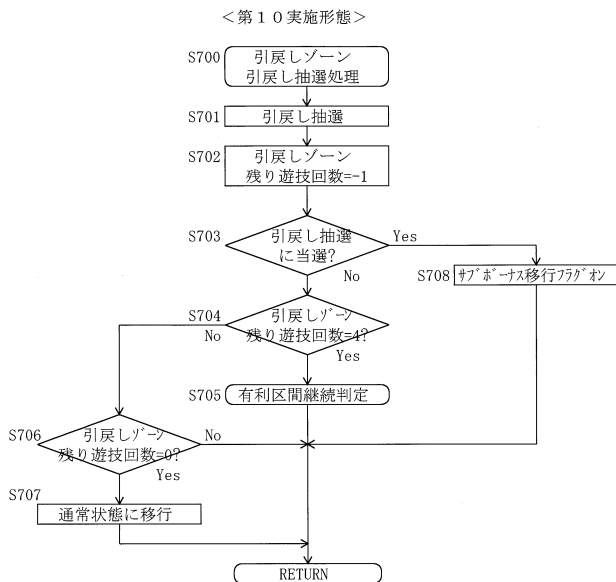 ＜第１０実施形態＞
S700
引戻しゾーン
引戻し抽選処理
S701
引戻し抽選
S702
引戻しゾーン
残り遊技回数=-1
S703
引戻し抽選
に当選?
Yes
No
S708
ｻﾌﾞﾎﾞｰﾅｽ移行ﾌﾗｸﾞｵﾝ
S704
引戻しｿﾞｰﾝ
残り遊技回数=4?
No
Yes
S705
有利区間継続判定
S706
引戻しｿﾞｰﾝ
残り遊技回数=0?
No
Yes
S707
通常状態に移行
RETURN